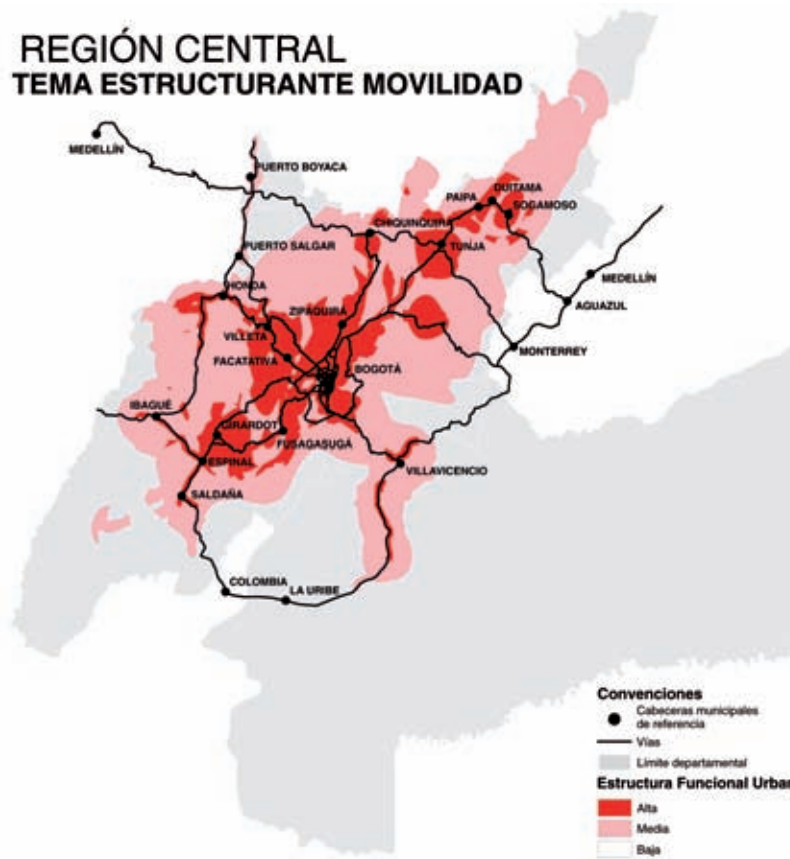 REGIÓN CENTRAL
TEMA ESTRUCTURANTE MOVILIDAD
MEDELLÍN
PUERTO BOYACA
DUITAMA
PAIPA
SOGAMOSO
CHIQUINQUIRÁ
TUNJA
PUERTO SALGAR
MEDELLÍN
HONDA
AGUAZUL
ZIPAQUIRÁ
VILLETA
MONTERREY
FACATATIVA
BOGOTÁ
IBAGUÉ
GIRARDOT
FUSAGASUGÁ
ESPINAL
VILLAVICENCIO
SALDAÑA
COLOMBIA
LA URIBE
Convenciones
Cabeceras municipales
de referencia
Vías
Límite departamental
Estructura Funcional Urban
Alta
Media
Baja